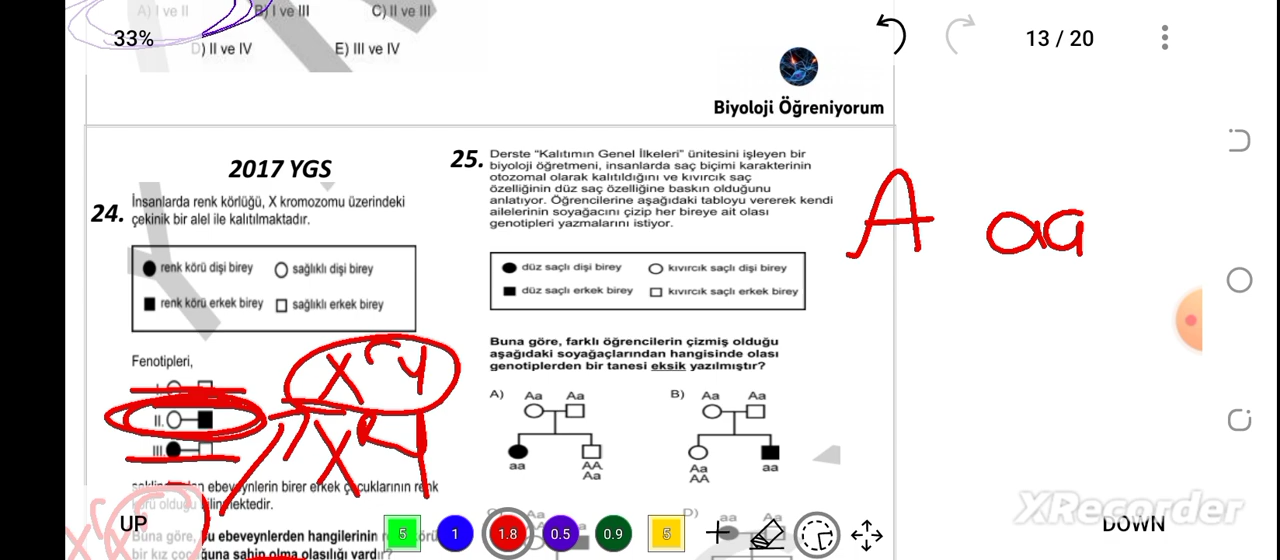 A) I ve II B) I ve III C) II ve III
33%
D) II ve IV E) III ve IV
13 / 20
Biyoloji Öğreniyorum
2017 YGS
24. İnsanlarda renk körlüğü, X kromozomu üzerindeki
çekinik bir alel ile kalıtılmaktadır.
renk körü dişi birey sağlıklı dişi birey
renk körü erkek birey sağlıklı erkek birey
Fenotipleri,
II.
III.
X Y
X
ebeveynlerin birer erkek çocuklarının renk
bilinmektedir.
UP
Buna göre, bu ebeveynlerden hangilerinin
bir kız çocuğuna sahip olma olasılığı vardır?
25. Derste "Kalıtımın Genel İlkeleri" ünitesini işleyen bir
biyoloji öğretmeni, insanlarda saç biçimi karakterinin
otozomal olarak kalıtıldığını ve kıvırcık saç
özelliğinin düz saç özelliğine baskın olduğunu
anlatıyor. Öğrencilerine aşağıdaki tabloyu vererek kendi
ailelerinin soyağacını çizip her bireye ait olası
genotipleri yazmalarını istiyor.
A aa
düz saçlı dişi birey kıvırcık saçlı dişi birey
düz saçlı erkek birey kıvırcık saçlı erkek birey
Buna göre, farklı öğrencilerin çizmiş olduğu
aşağıdaki soyağaçlarından hangisinde olası
genotiplerden bir tanesi eksik yazılmıştır?
A) Aa Aa
aa AA
Aa
B) Aa Aa
Aa aa
AA
Aa
D) aa Aa
5 1 1.8 0.5 0.9 5
XRecorder
DOWN